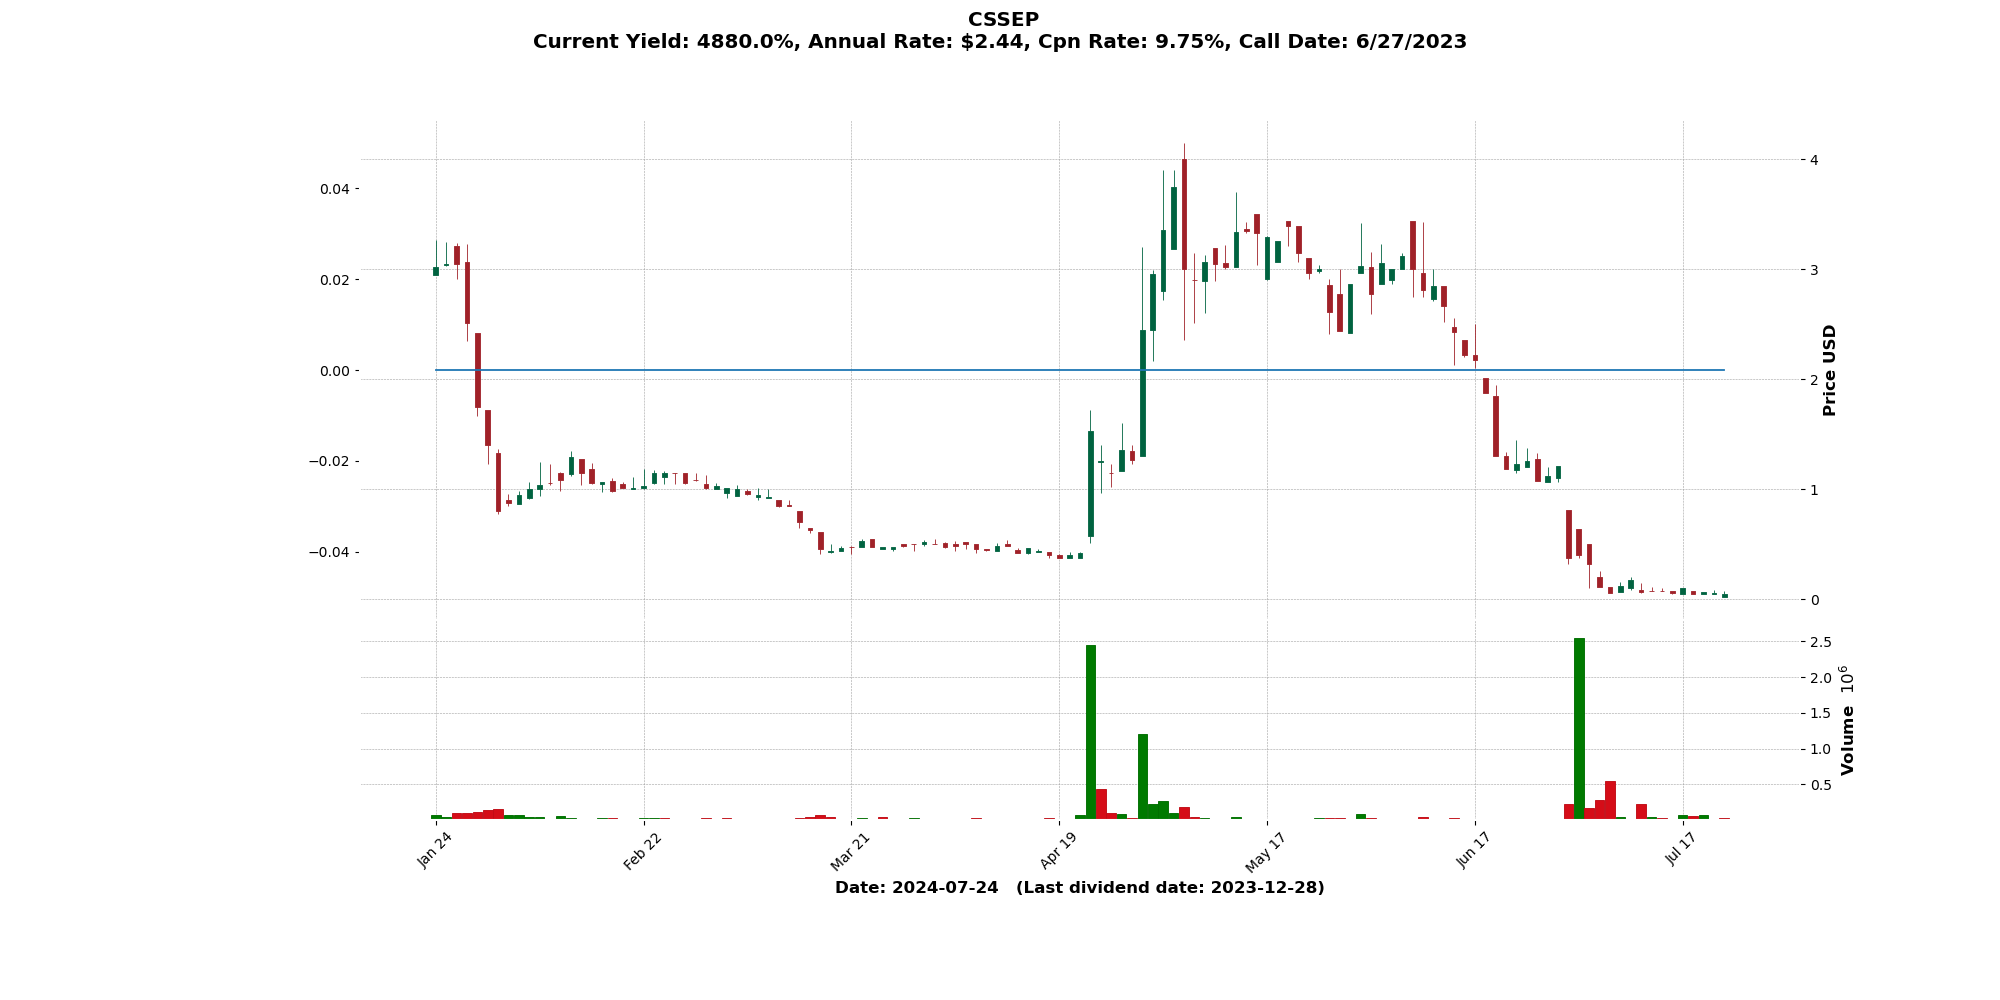 CSSEP
Current Yield: 4880.0%, Annual Rate: $2.44, Cpn Rate: 9.75%, Call Date: 6/27/2023
0.04
0.02
0.00
−0.02
−0.04
4
3
2
1
0
Price USD
2.5
2.0
1.5
1.0
0.5
Volume 10^6
Jan 24
Feb 22
Mar 21
Apr 19
May 17
Jun 17
Jul 17
Date: 2024-07-24 (Last dividend date: 2023-12-28)